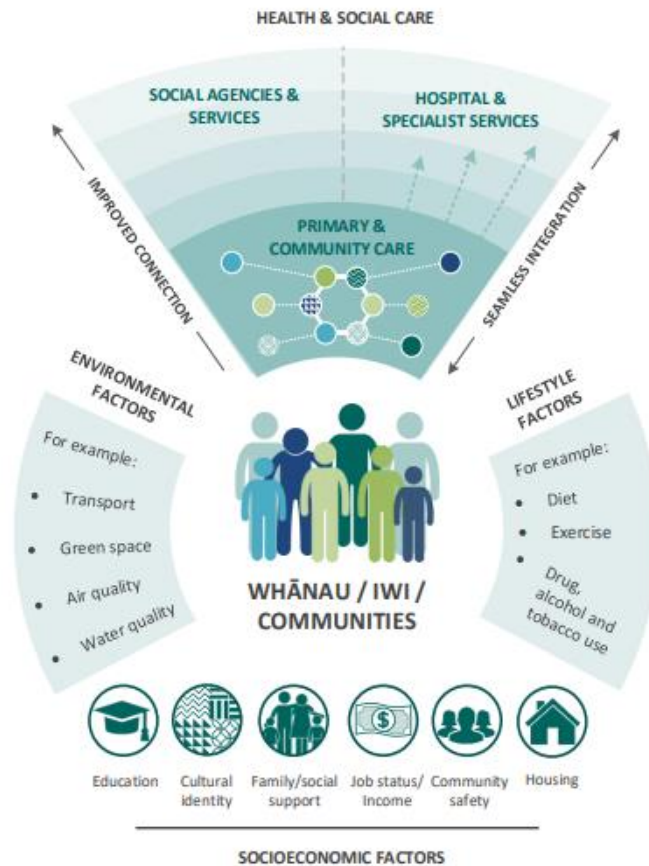 HEALTH & SOCIAL CARE
SOCIAL AGENCIES &
SERVICES
HOSPITAL &
SPECIALIST SERVICES
IMPROVED CONNECTION
SEAMLESS INTEGRATION
PRIMARY &
COMMUNITY CARE
ENVIRONMENTAL
FACTORS
For example:
• Transport
• Green space
• Air quality
• Water quality
LIFESTYLE
FACTORS
For example:
• Diet
• Exercise
• Drug,
alcohol and
tobacco use
WHĀNAU / IWI /
COMMUNITIES
$
Education
Cultural
identity
Family/social
support
Job status/
Income
Community
safety
Housing
SOCIOECONOMIC FACTORS